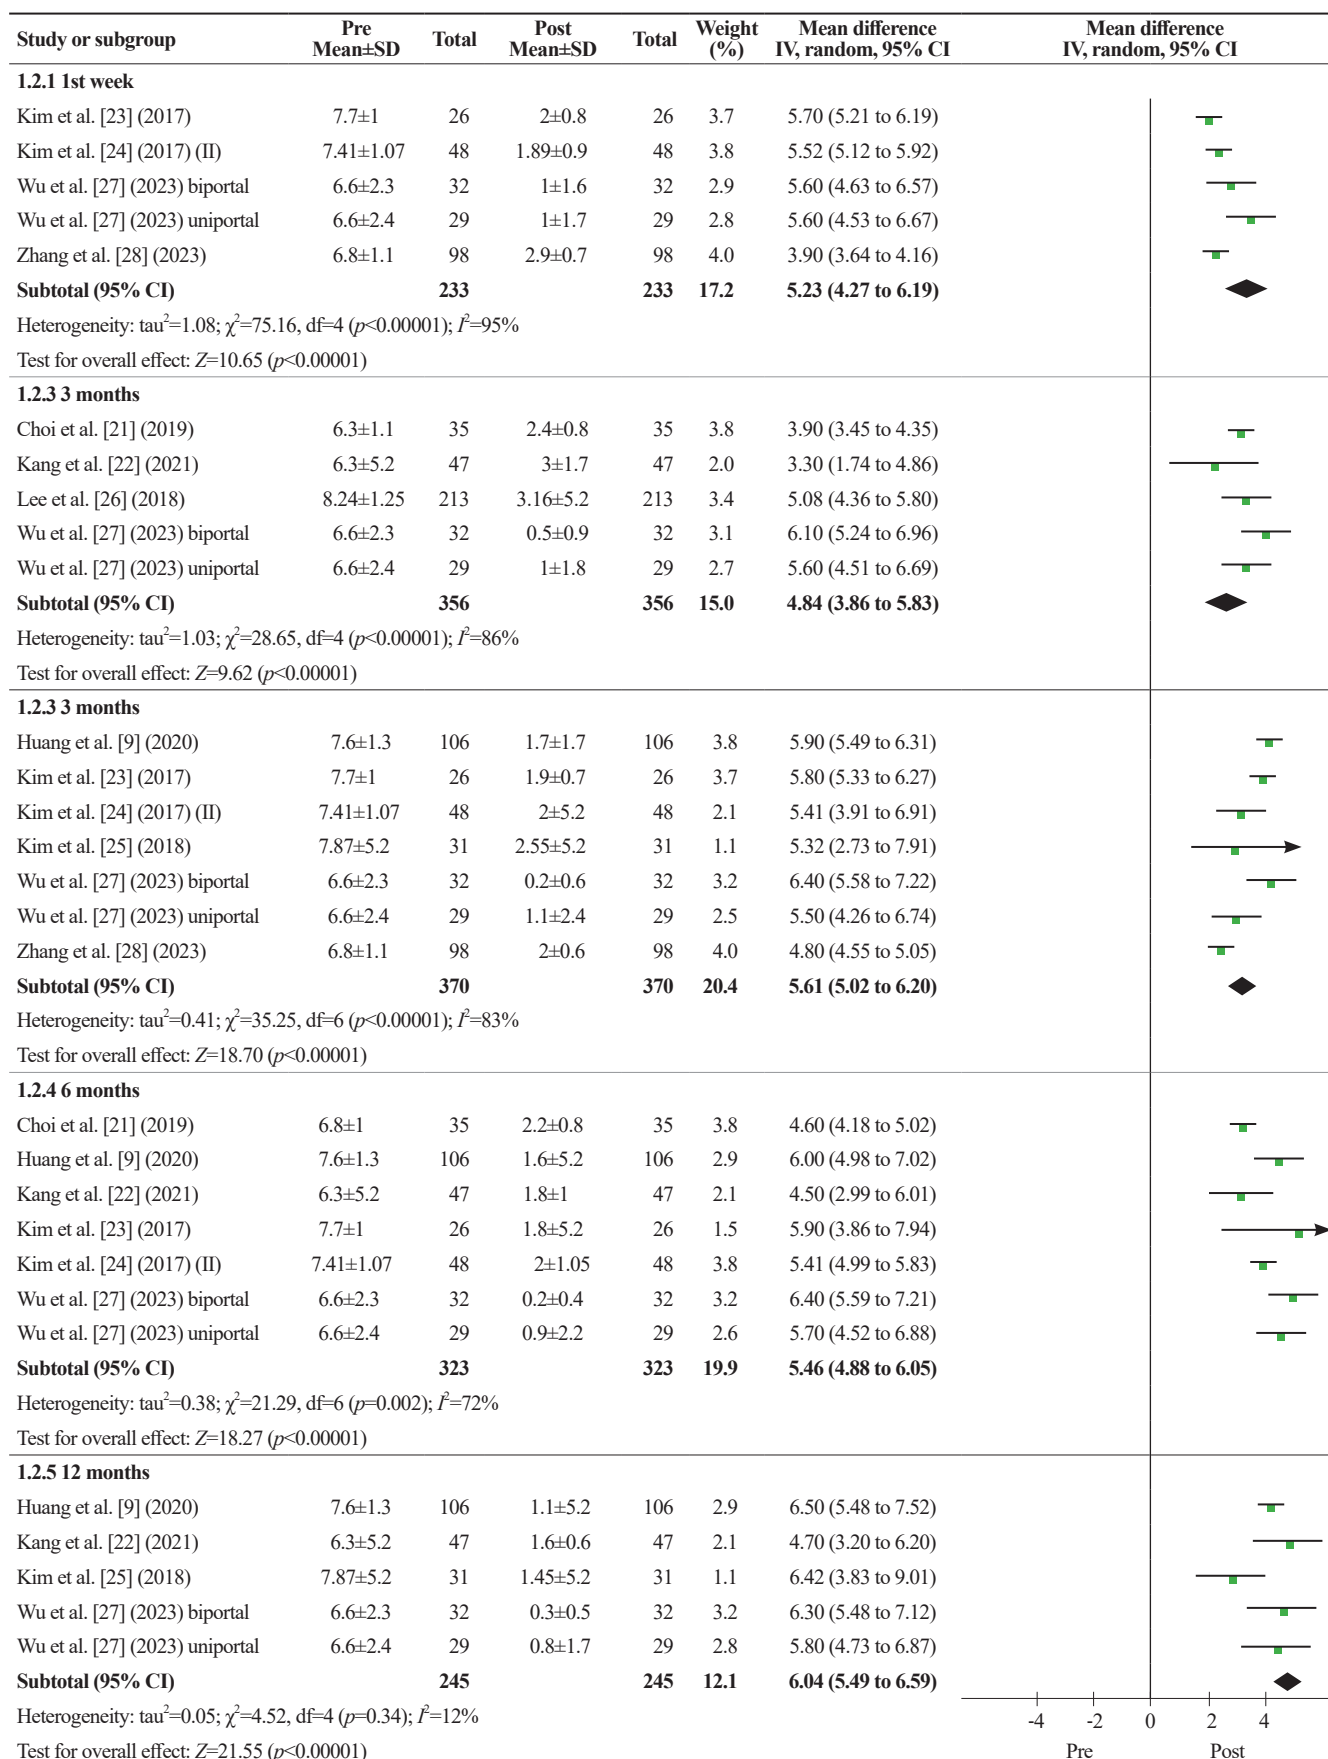 Study or subgroup Pre Mean±SD Total Post Mean±SD Total Weight (%) Mean difference IV, random, 95% CI Mean difference IV, random, 95% CI
1.2.1 1st week
Kim et al. [23] (2017) 7.7±1 26 2±0.8 26 3.7 5.70 (5.21 to 6.19)
Kim et al. [24] (2017) (II) 7.41±1.07 48 1.89±0.9 48 3.8 5.52 (5.12 to 5.92)
Wu et al. [27] (2023) biportal 6.6±2.3 32 1±1.6 32 2.9 5.60 (4.63 to 6.57)
Wu et al. [27] (2023) uniportal 6.6±2.4 29 1±1.7 29 2.8 5.60 (4.53 to 6.67)
Zhang et al. [28] (2023) 6.8±1.1 98 2.9±0.7 98 4.0 3.90 (3.64 to 4.16)
Subtotal (95% CI) 233 233 17.2 5.23 (4.27 to 6.19)
Heterogeneity: tau²=1.08; χ²=75.16, df=4 (p<0.00001); I²=95%
Test for overall effect: Z=10.65 (p<0.00001)
1.2.3 3 months
Choi et al. [21] (2019) 6.3±1.1 35 2.4±0.8 35 3.8 3.90 (3.45 to 4.35)
Kang et al. [22] (2021) 6.3±5.2 47 3±1.7 47 2.0 3.30 (1.74 to 4.86)
Lee et al. [26] (2018) 8.24±1.25 213 3.16±5.2 213 3.4 5.08 (4.36 to 5.80)
Wu et al. [27] (2023) biportal 6.6±2.3 32 0.5±0.9 32 3.1 6.10 (5.24 to 6.96)
Wu et al. [27] (2023) uniportal 6.6±2.4 29 1±1.8 29 2.7 5.60 (4.51 to 6.69)
Subtotal (95% CI) 356 356 15.0 4.84 (3.86 to 5.83)
Heterogeneity: tau²=1.03; χ²=28.65, df=4 (p<0.00001); I²=86%
Test for overall effect: Z=9.62 (p<0.00001)
1.2.3 3 months
Huang et al. [9] (2020) 7.6±1.3 106 1.7±1.7 106 3.8 5.90 (5.49 to 6.31)
Kim et al. [23] (2017) 7.7±1 26 1.9±0.7 26 3.7 5.80 (5.33 to 6.27)
Kim et al. [24] (2017) (II) 7.41±1.07 48 2±5.2 48 2.1 5.41 (3.91 to 6.91)
Kim et al. [25] (2018) 7.87±5.2 31 2.55±5.2 31 1.1 5.32 (2.73 to 7.91)
Wu et al. [27] (2023) biportal 6.6±2.3 32 0.2±0.6 32 3.2 6.40 (5.58 to 7.22)
Wu et al. [27] (2023) uniportal 6.6±2.4 29 1.1±2.4 29 2.5 5.50 (4.26 to 6.74)
Zhang et al. [28] (2023) 6.8±1.1 98 2±0.6 98 4.0 4.80 (4.55 to 5.05)
Subtotal (95% CI) 370 370 20.4 5.61 (5.02 to 6.20)
Heterogeneity: tau²=0.41; χ²=35.25, df=6 (p<0.00001); I²=83%
Test for overall effect: Z=18.70 (p<0.00001)
1.2.4 6 months
Choi et al. [21] (2019) 6.8±1 35 2.2±0.8 35 3.8 4.60 (4.18 to 5.02)
Huang et al. [9] (2020) 7.6±1.3 106 1.6±5.2 106 2.9 6.00 (4.98 to 7.02)
Kang et al. [22] (2021) 6.3±5.2 47 1.8±1 47 2.1 4.50 (2.99 to 6.01)
Kim et al. [23] (2017) 7.7±1 26 1.8±5.2 26 1.5 5.90 (3.86 to 7.94)
Kim et al. [24] (2017) (II) 7.41±1.07 48 2±1.05 48 3.8 5.41 (4.99 to 5.83)
Wu et al. [27] (2023) biportal 6.6±2.3 32 0.2±0.4 32 3.2 6.40 (5.59 to 7.21)
Wu et al. [27] (2023) uniportal 6.6±2.4 29 0.9±2.2 29 2.6 5.70 (4.52 to 6.88)
Subtotal (95% CI) 323 323 19.9 5.46 (4.88 to 6.05)
Heterogeneity: tau²=0.38; χ²=21.29, df=6 (p=0.002); I²=72%
Test for overall effect: Z=18.27 (p<0.00001)
1.2.5 12 months
Huang et al. [9] (2020) 7.6±1.3 106 1.1±5.2 106 2.9 6.50 (5.48 to 7.52)
Kang et al. [22] (2021) 6.3±5.2 47 1.6±0.6 47 2.1 4.70 (3.20 to 6.20)
Kim et al. [25] (2018) 7.87±5.2 31 1.45±5.2 31 1.1 6.42 (3.83 to 9.01)
Wu et al. [27] (2023) biportal 6.6±2.3 32 0.3±0.5 32 3.2 6.30 (5.48 to 7.12)
Wu et al. [27] (2023) uniportal 6.6±2.4 29 0.8±1.7 29 2.8 5.80 (4.73 to 6.87)
Subtotal (95% CI) 245 245 12.1 6.04 (5.49 to 6.59)
Heterogeneity: tau²=0.05; χ²=4.52, df=4 (p=0.34); I²=12%
-4 -2 0 2 4
Test for overall effect: Z=21.55 (p<0.00001)
Pre Post